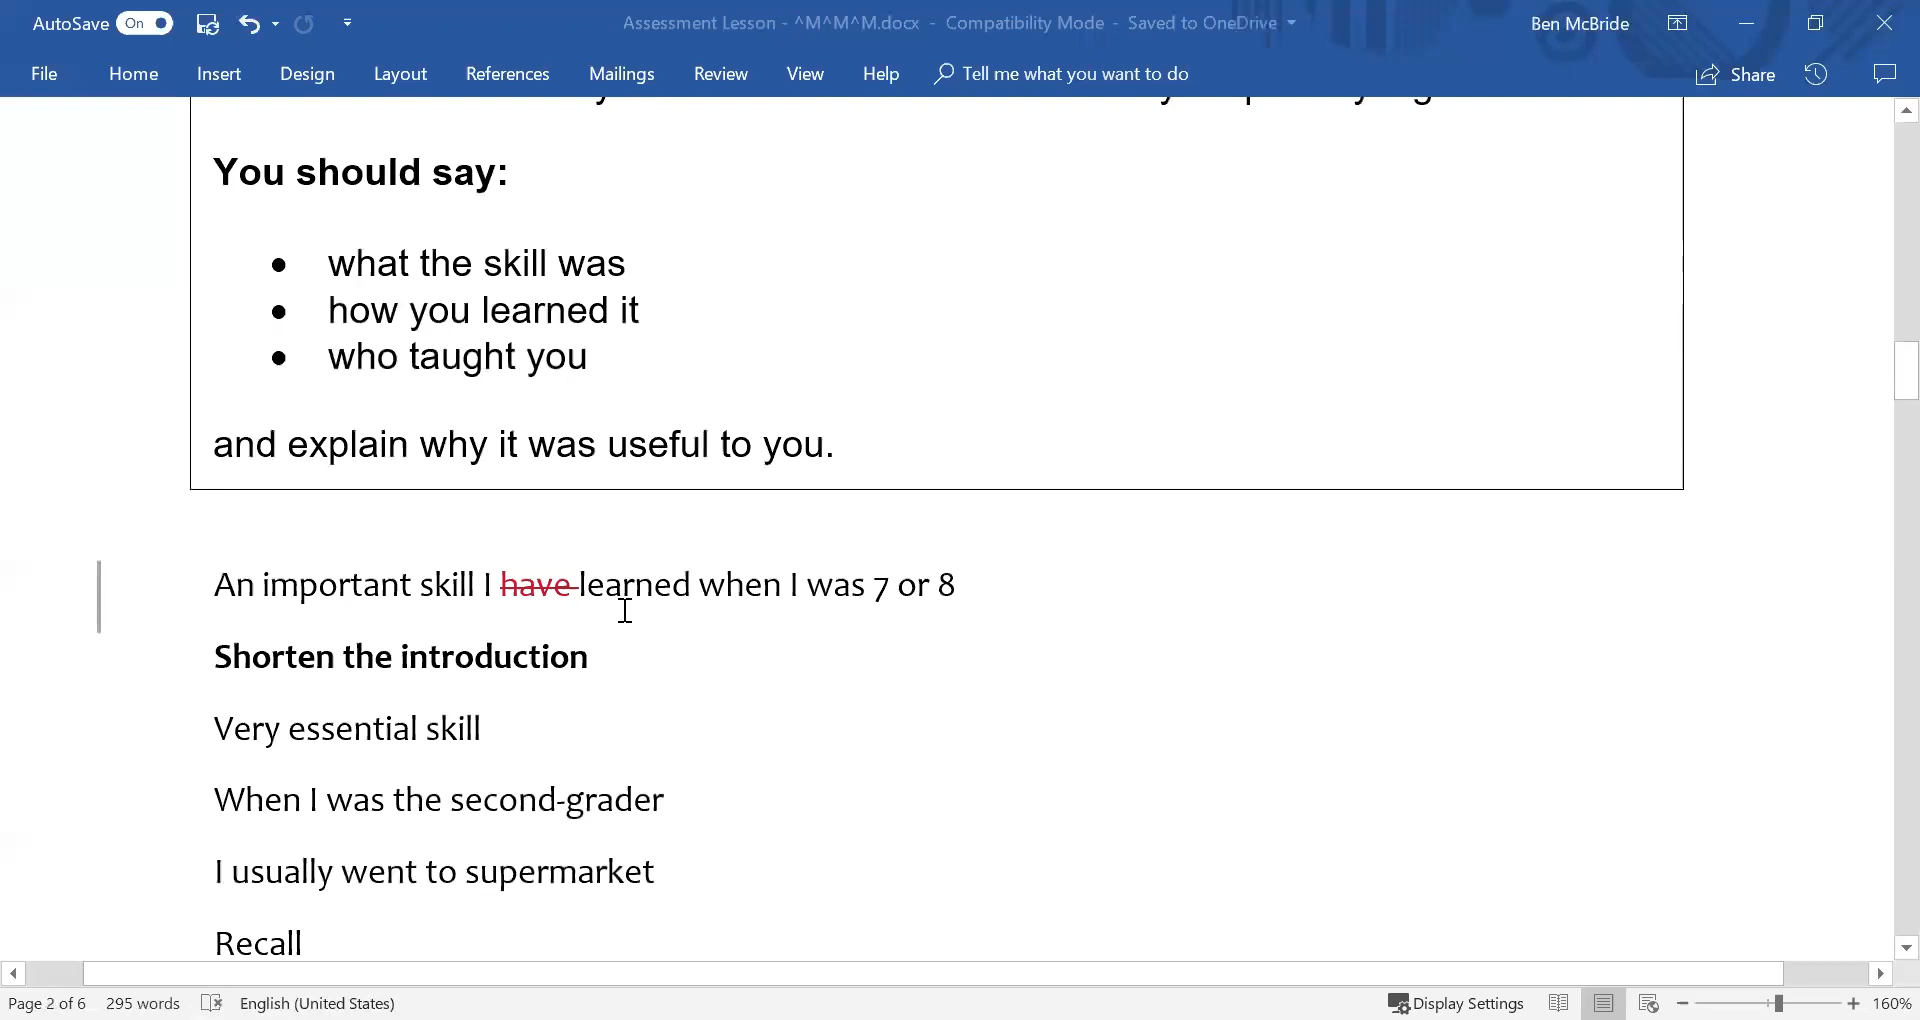 AutoSave On Assessment Lesson - ^M^M^M.docx - Compatibility Mode - Saved to OneDrive Ben McBride
File Home Insert Design Layout References Mailings Review View Help Tell me what you want to do Share
You should say:
• what the skill was
• how you learned it
• who taught you
and explain why it was useful to you.
An important skill I have learned when I was 7 or 8
Shorten the introduction
Very essential skill
When I was the second-grader
I usually went to supermarket
Recall
Page 2 of 6 295 words English (United States) Display Settings 160%